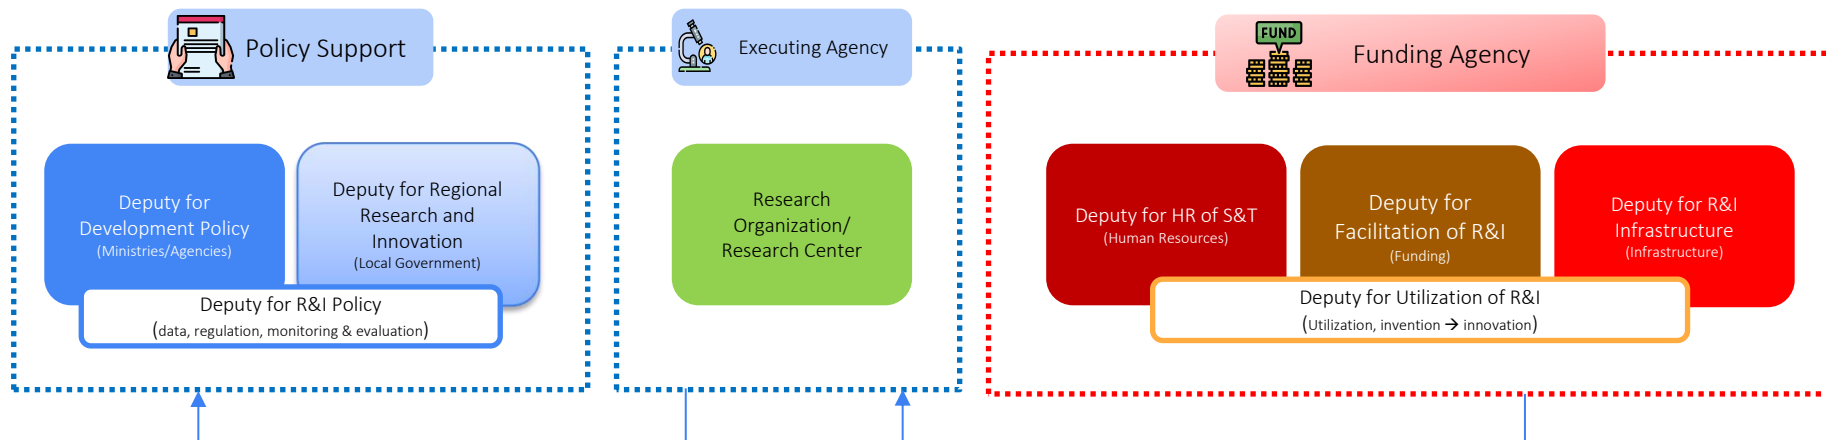 Policy Support
Deputy for
Development Policy
(Ministries/Agencies)
Deputy for Regional
Research and
Innovation
(Local Government)
Deputy for R&I Policy
(data, regulation, monitoring & evaluation)
Executing Agency
Research
Organization/
Research Center
FUND
Funding Agency
Deputy for HR of S&T
(Human Resources)
Deputy for
Facilitation of R&I
(Funding)
Deputy for R&I
Infrastructure
(Infrastructure)
Deputy for Utilization of R&I
(Utilization, invention → innovation)